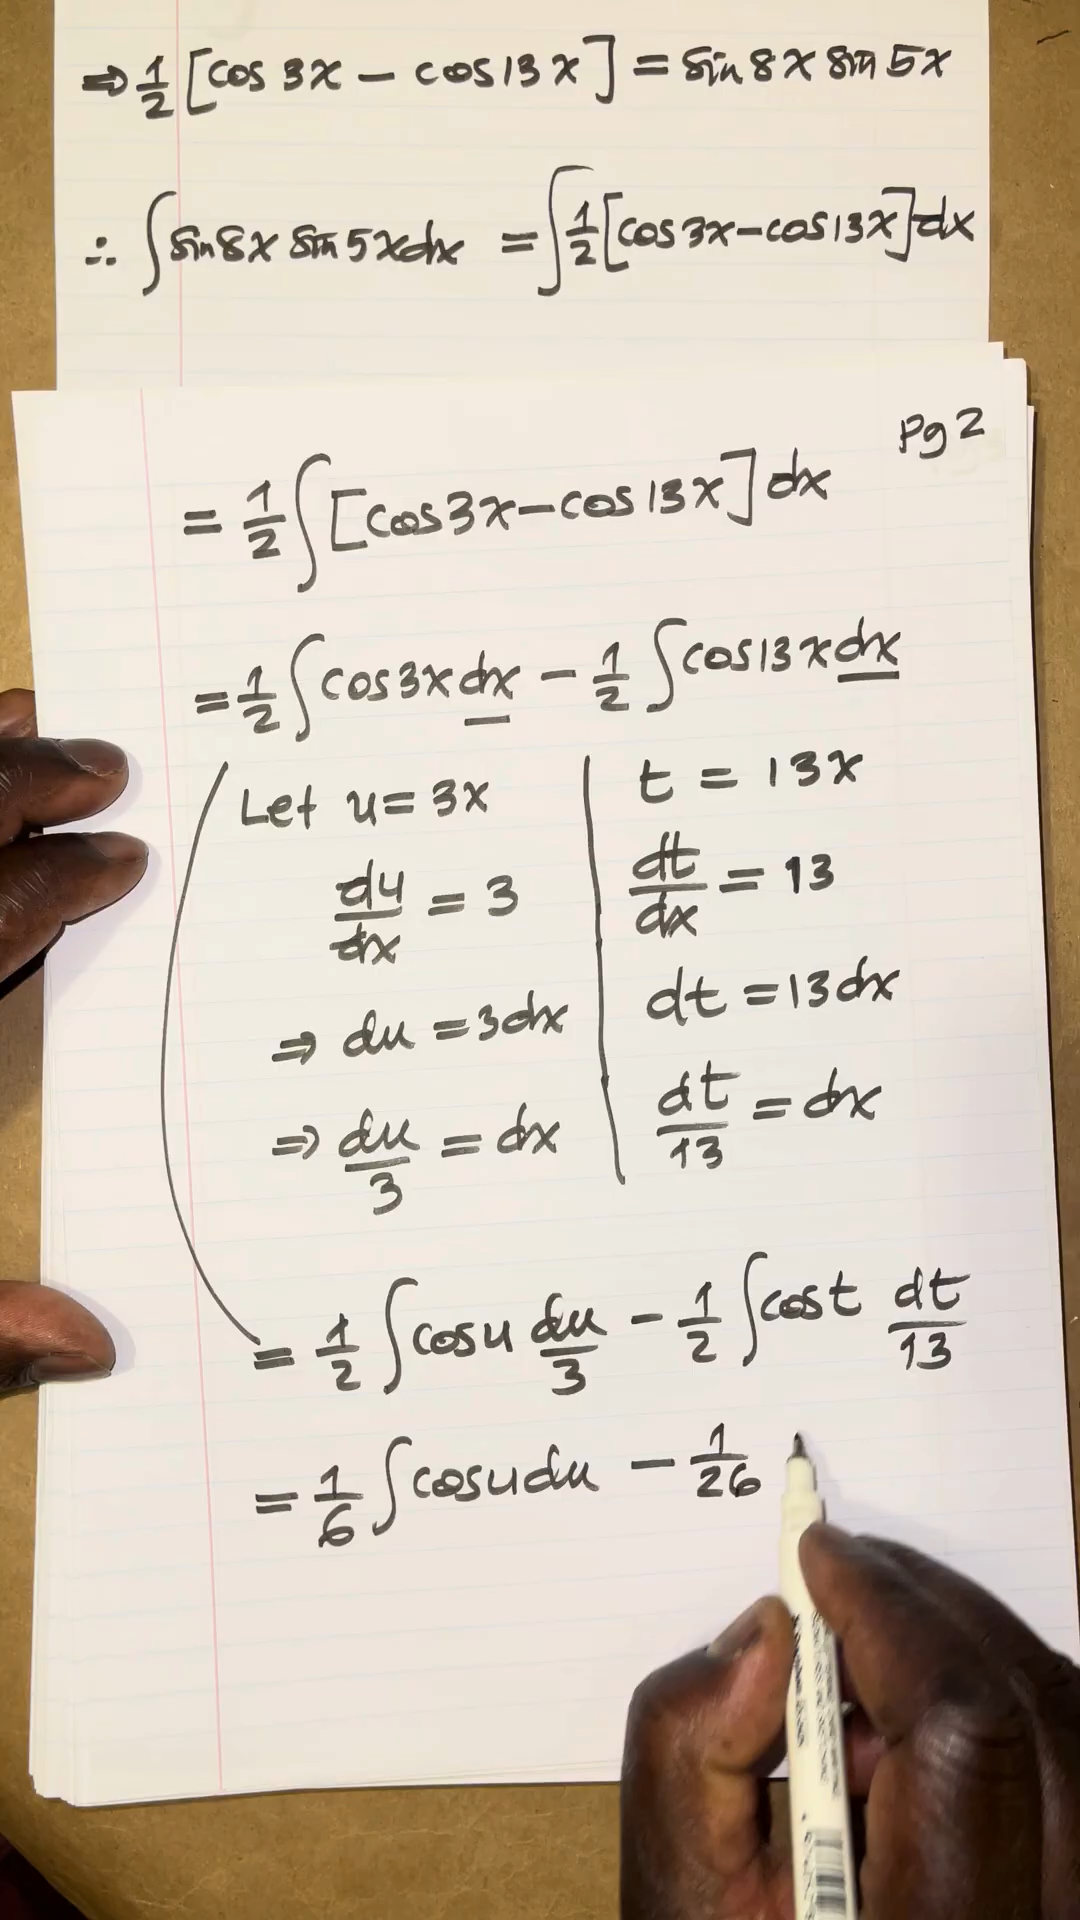 ⇒ 1/2 [cos 3x − cos 13x] = sin 8x sin 5x
∴ ∫ sin 8x sin 5x dx = ∫ 1/2 [cos 3x − cos 13x] dx
Pg 2
= 1/2 ∫ [cos 3x − cos 13x] dx
= 1/2 ∫ cos 3x dx − 1/2 ∫ cos 13x dx
Let u = 3x
du/dx = 3
⇒ du = 3dx
⇒ du/3 = dx
t = 13x
dt/dx = 13
dt = 13dx
dt/13 = dx
= 1/2 ∫ cos u du/3 − 1/2 ∫ cos t dt/13
= 1/6 ∫ cos u du − 1/26